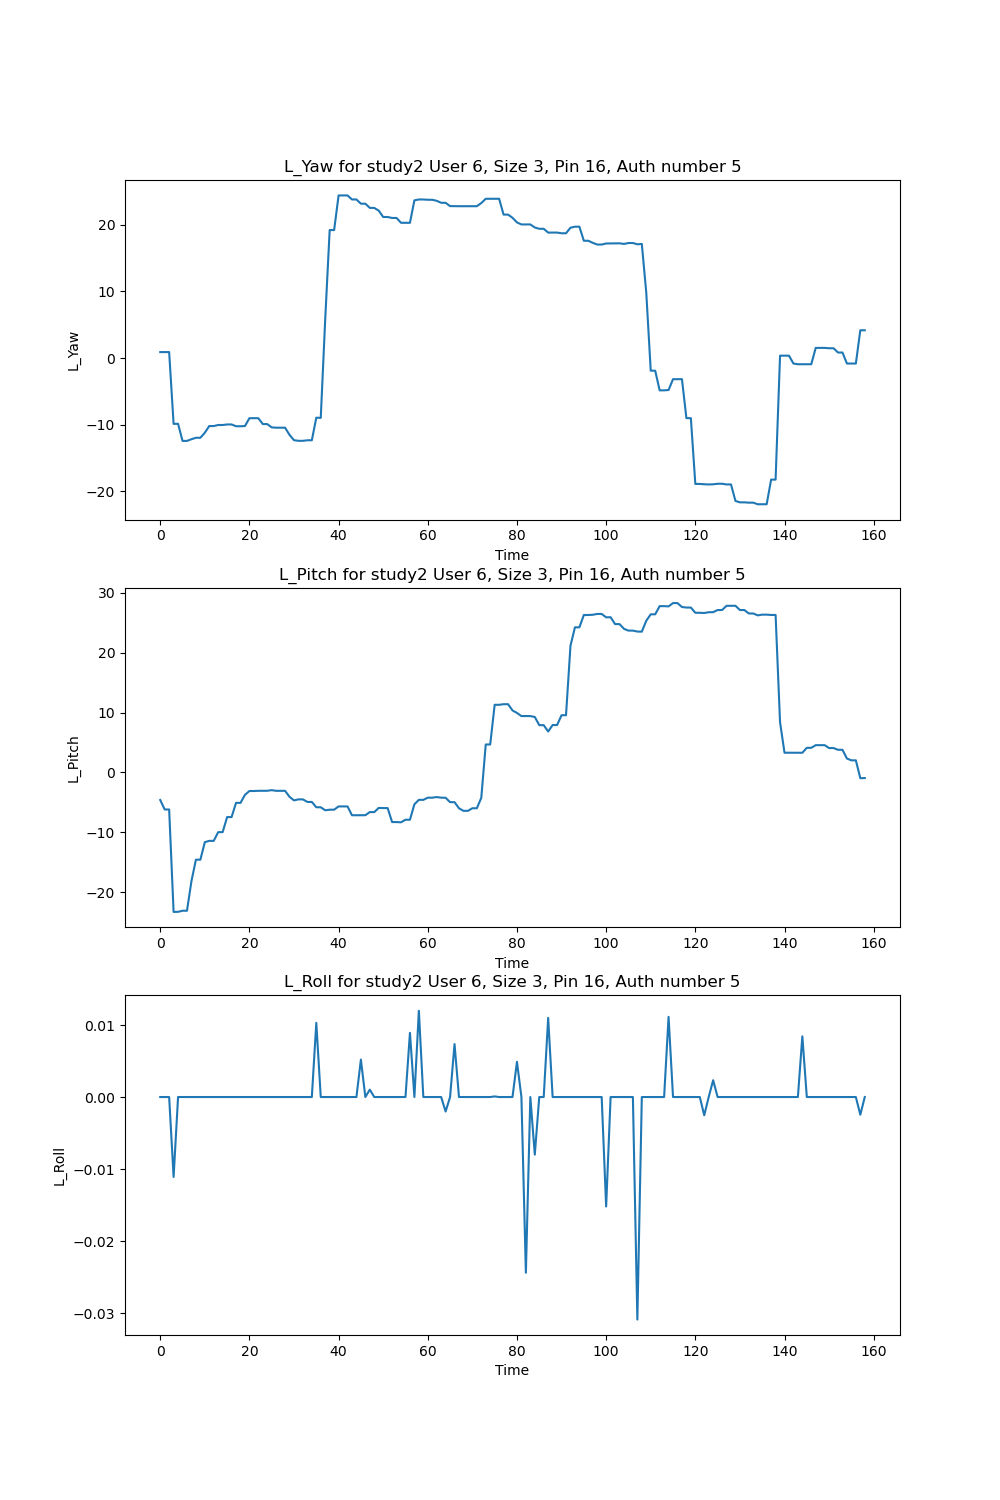 L_Yaw for study2 User 6, Size 3, Pin 16, Auth number 5
20
10
0
−10
−20
L_Yaw
0 20 40 60 80 100 120 140 160
Time
L_Pitch for study2 User 6, Size 3, Pin 16, Auth number 5
30
20
10
0
−10
−20
L_Pitch
0 20 40 60 80 100 120 140 160
Time
L_Roll for study2 User 6, Size 3, Pin 16, Auth number 5
0.01
0.00
−0.01
−0.02
−0.03
L_Roll
0 20 40 60 80 100 120 140 160
Time